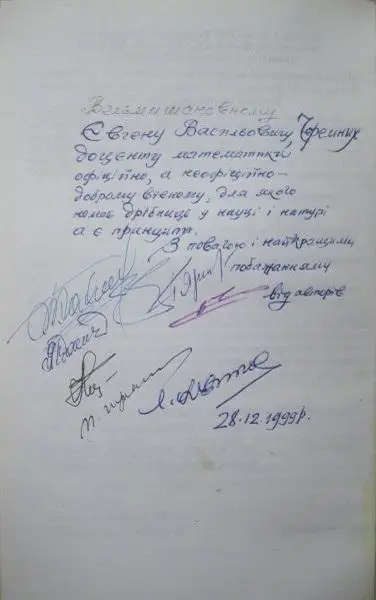 Вельмишановному
Євгену Васильовичу Черемних
доценту математики
офіційно, а неофіційно-
доброму вченому, для якого
немає дрібниць у науці і натурі
а є принцип.
З повагою і найкращими
побажаннями
від авторів
28.12.1999р.